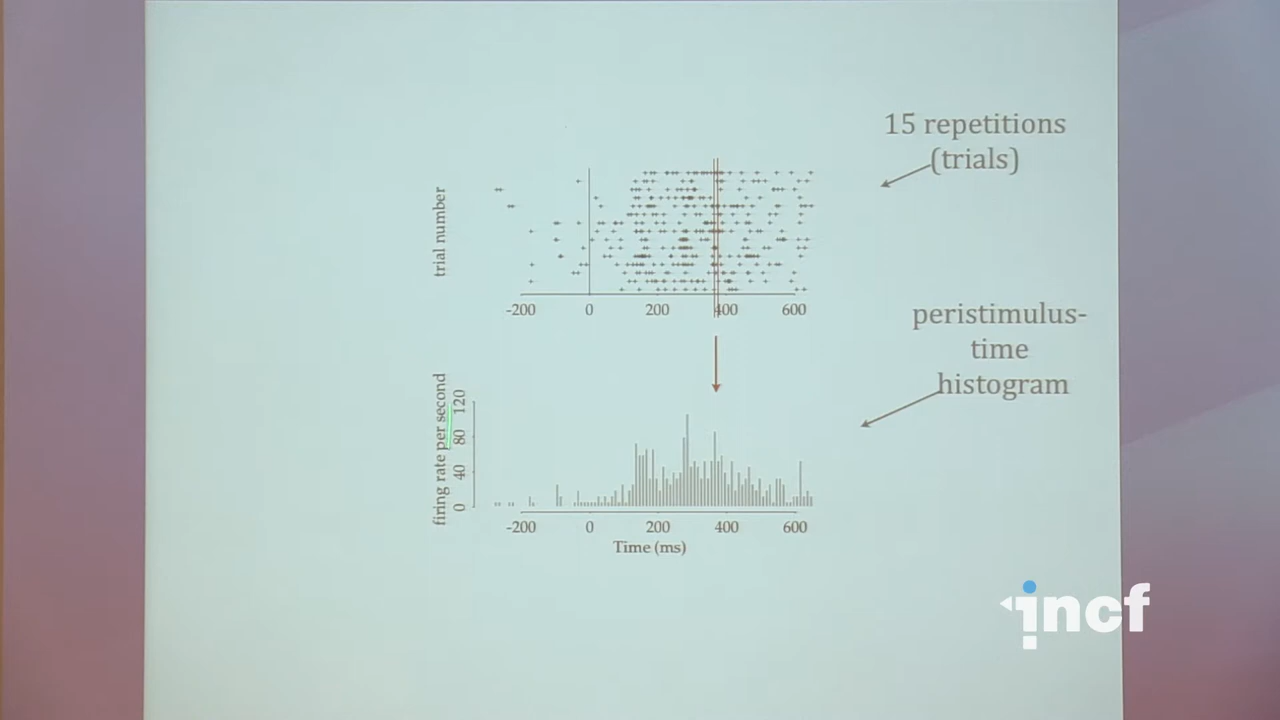 15 repetitions
(trials)
trial number
-200 0 200 400 600
peristimulus-
time
histogram
firing rate per second
0 40 80 120
-200 0 200 400 600
Time (ms)
incf